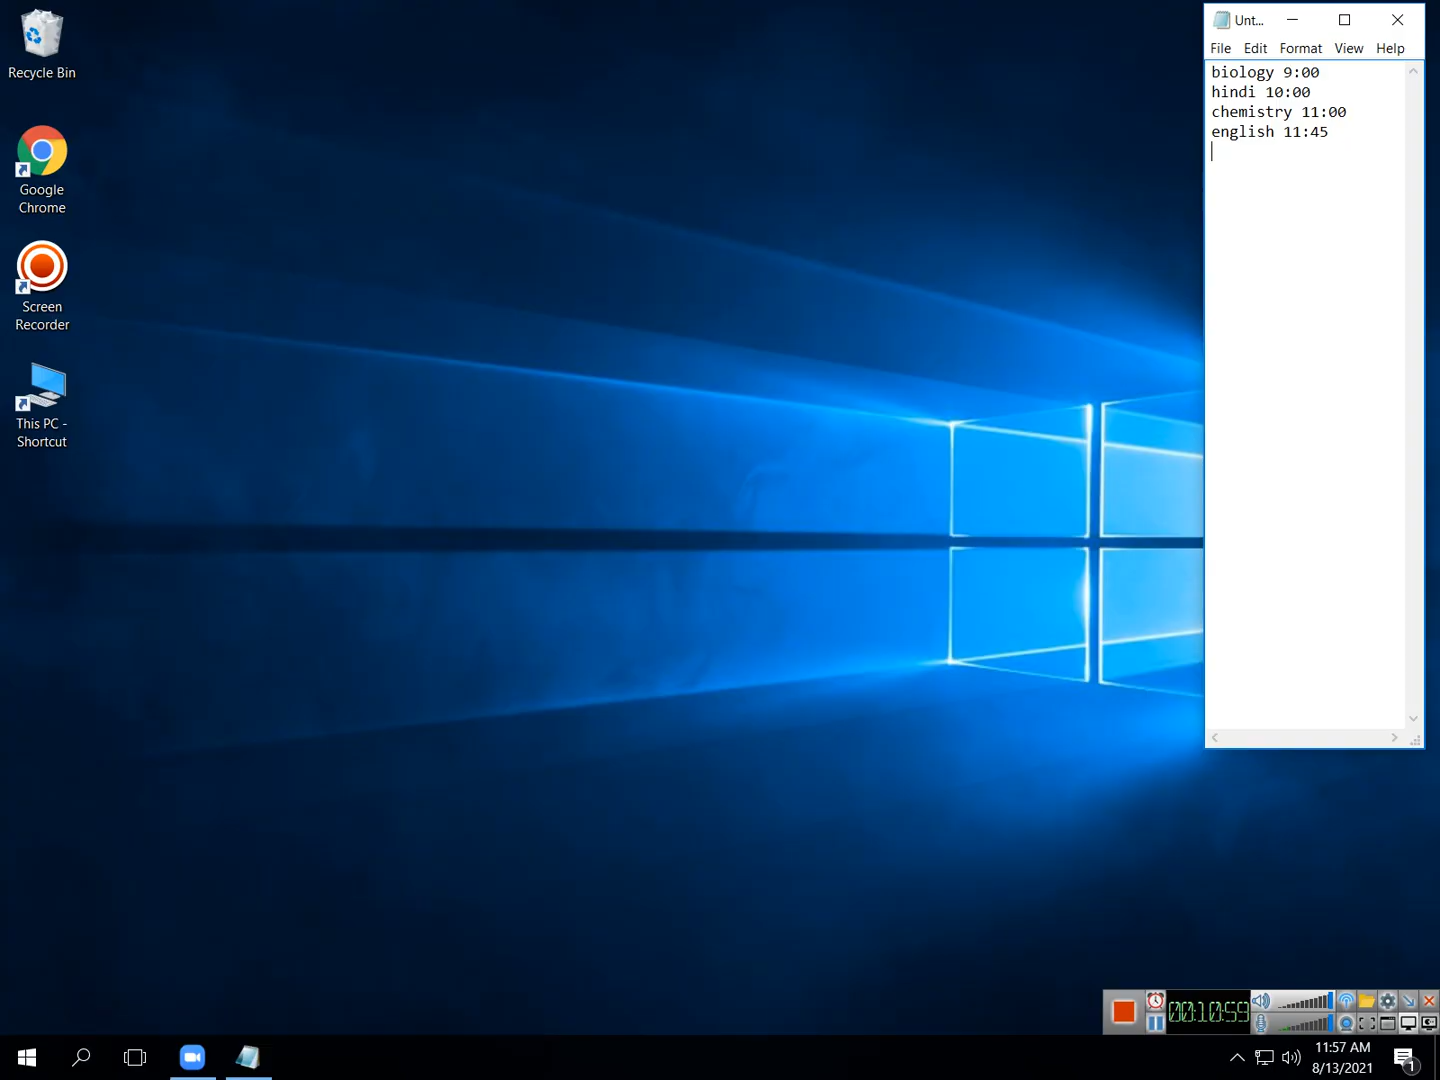 Recycle Bin
Google
Chrome
Screen
Recorder
This PC -
Shortcut
Unt...
File Edit Format View Help
biology 9:00
hindi 10:00
chemistry 11:00
english 11:45
00:10:59
11:57 AM
8/13/2021
1